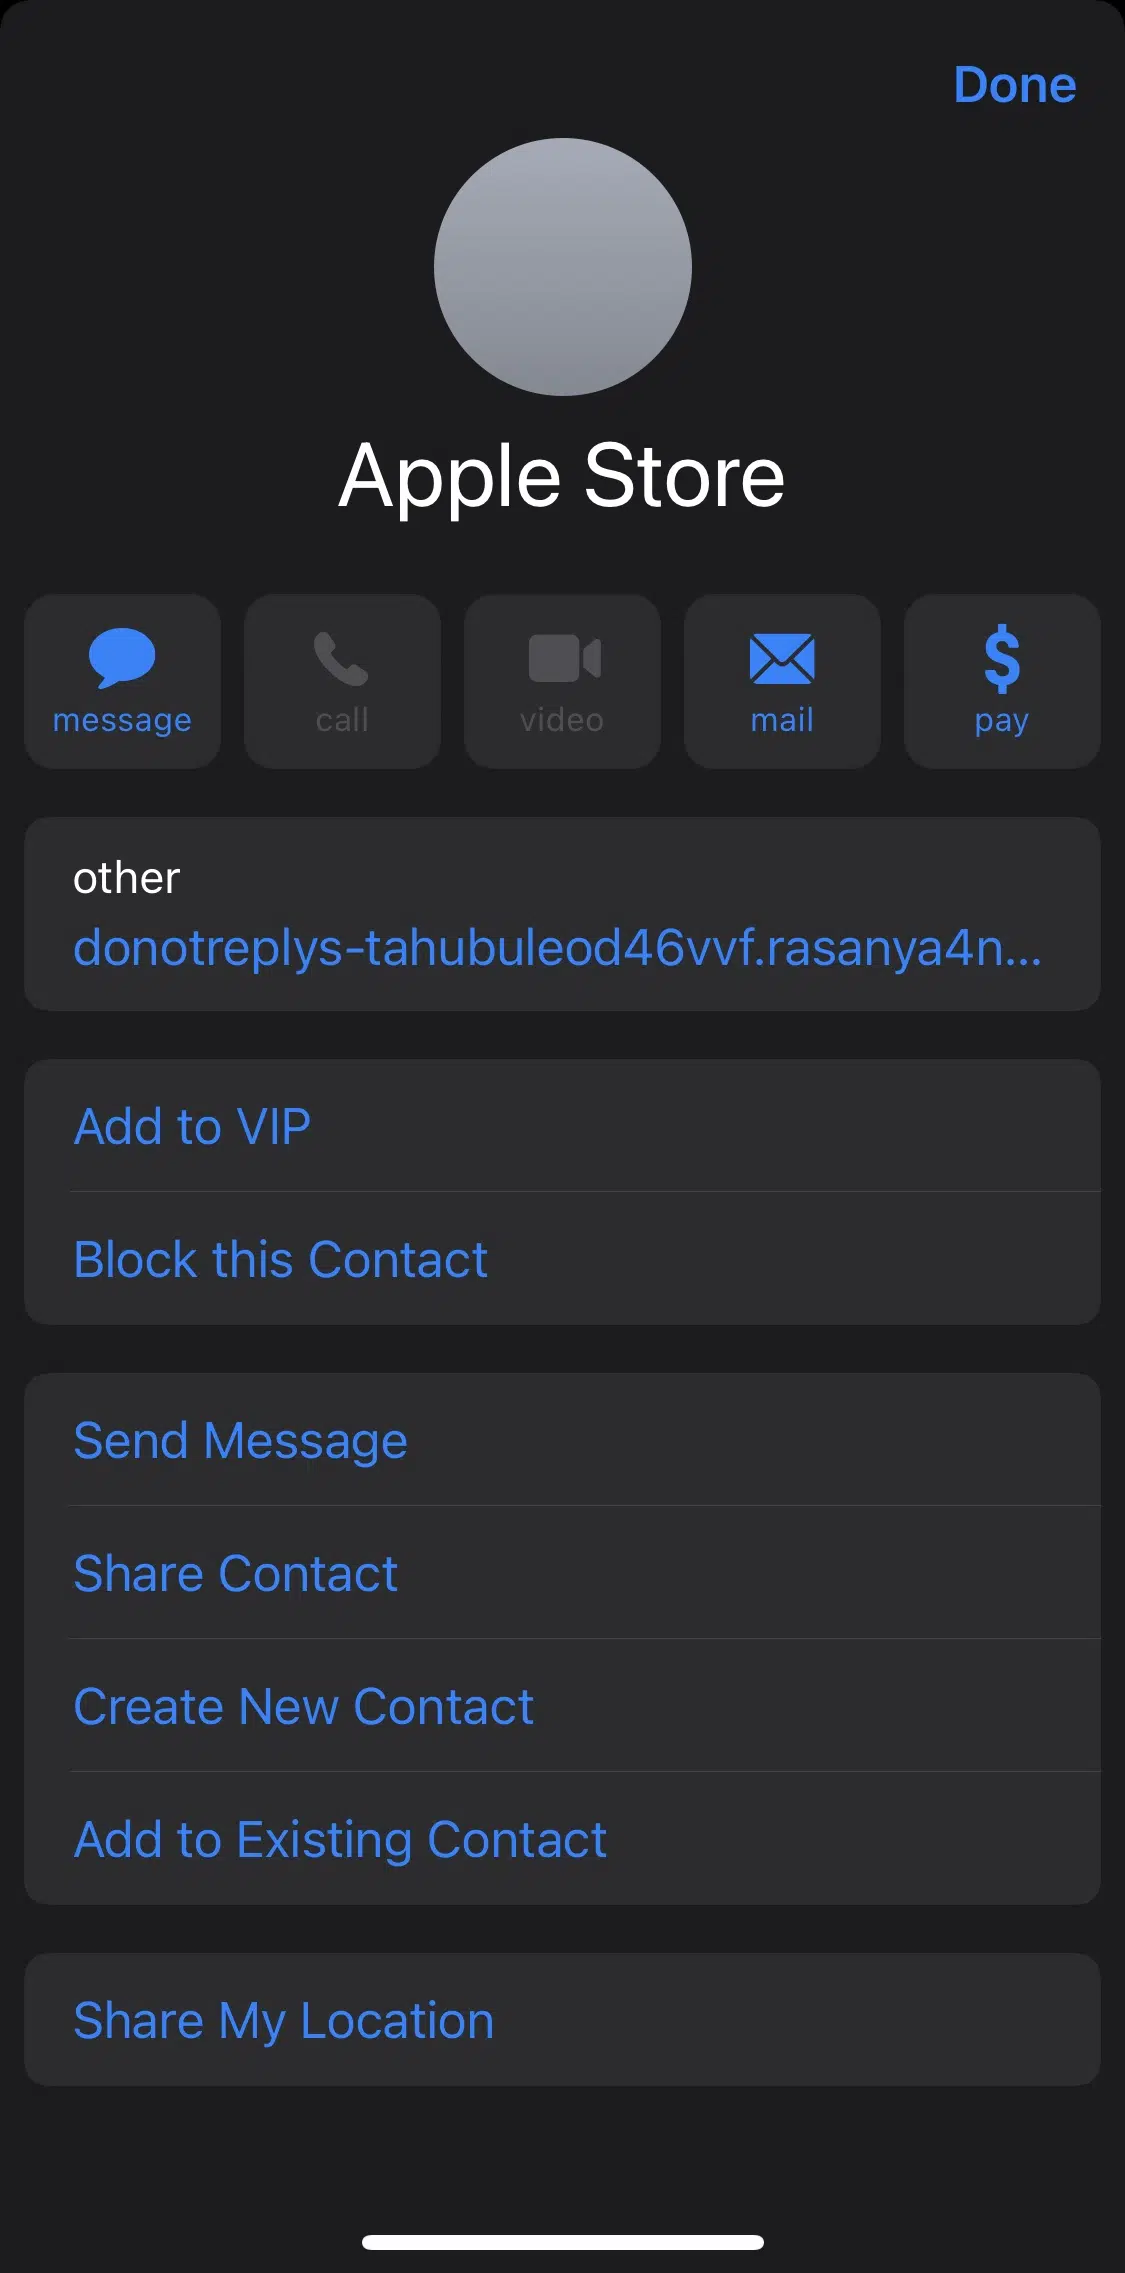 Done
Apple Store
message
call
video
mail
pay
other
donotreplys-tahubuleod46vvf.rasanya4n...
Add to VIP
Block this Contact
Send Message
Share Contact
Create New Contact
Add to Existing Contact
Share My Location